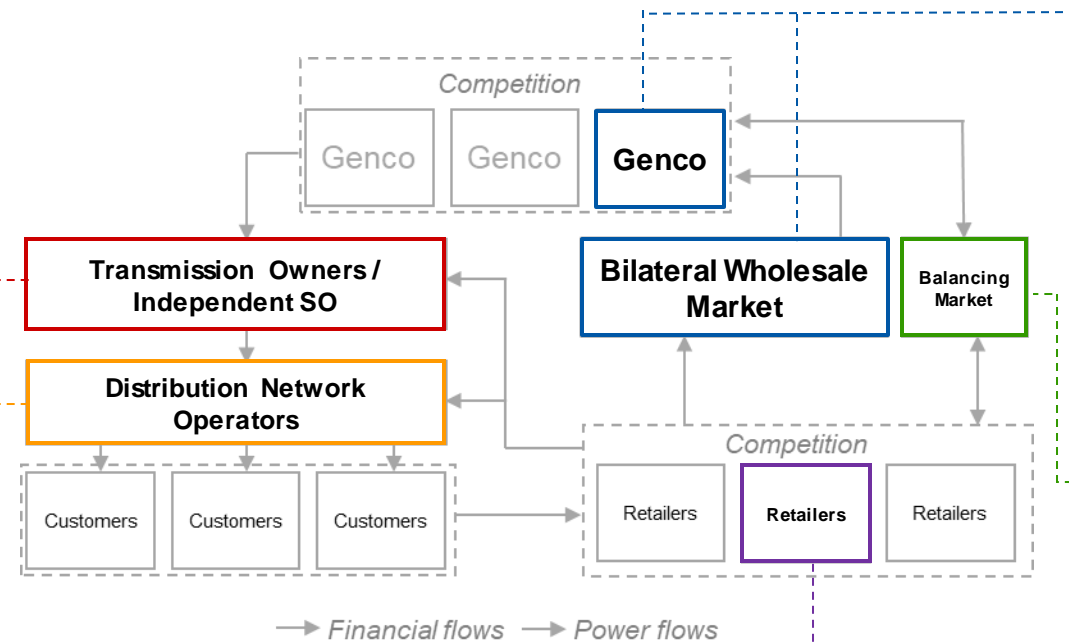 Competition
Genco
Genco
Genco
Transmission Owners /
Independent SO
Bilateral Wholesale
Market
Balancing
Market
Distribution Network
Operators
Competition
Customers
Customers
Customers
Retailers
Retailers
Retailers
Financial flows
Power flows